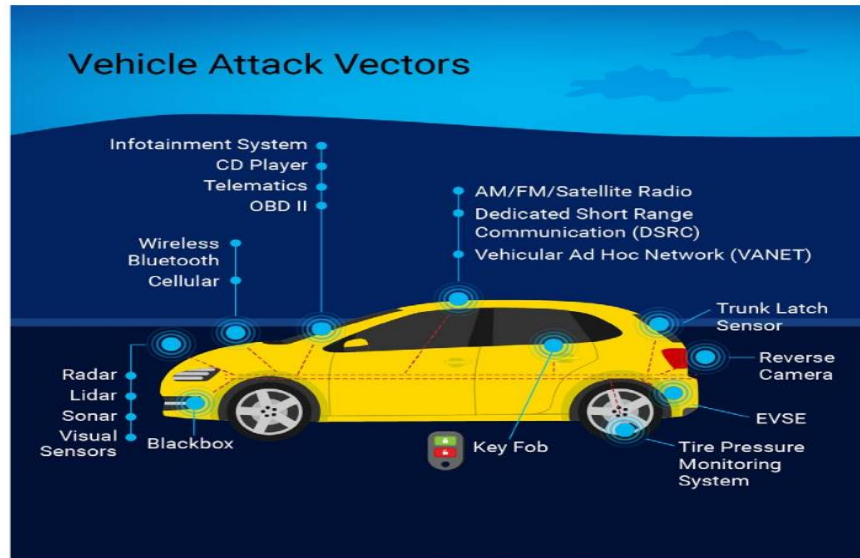 Vehicle Attack Vectors
Infotainment System
CD Player
Telematics
OBD II
AM/FM/Satellite Radio
Dedicated Short Range
Communication (DSRC)
Vehicular Ad Hoc Network (VANET)
Wireless
Bluetooth
Cellular
Trunk Latch
Sensor
Reverse
Camera
Radar
Lidar
Sonar
Visual
Sensors
Blackbox
Key Fob
EVSE
Tire Pressure
Monitoring
System